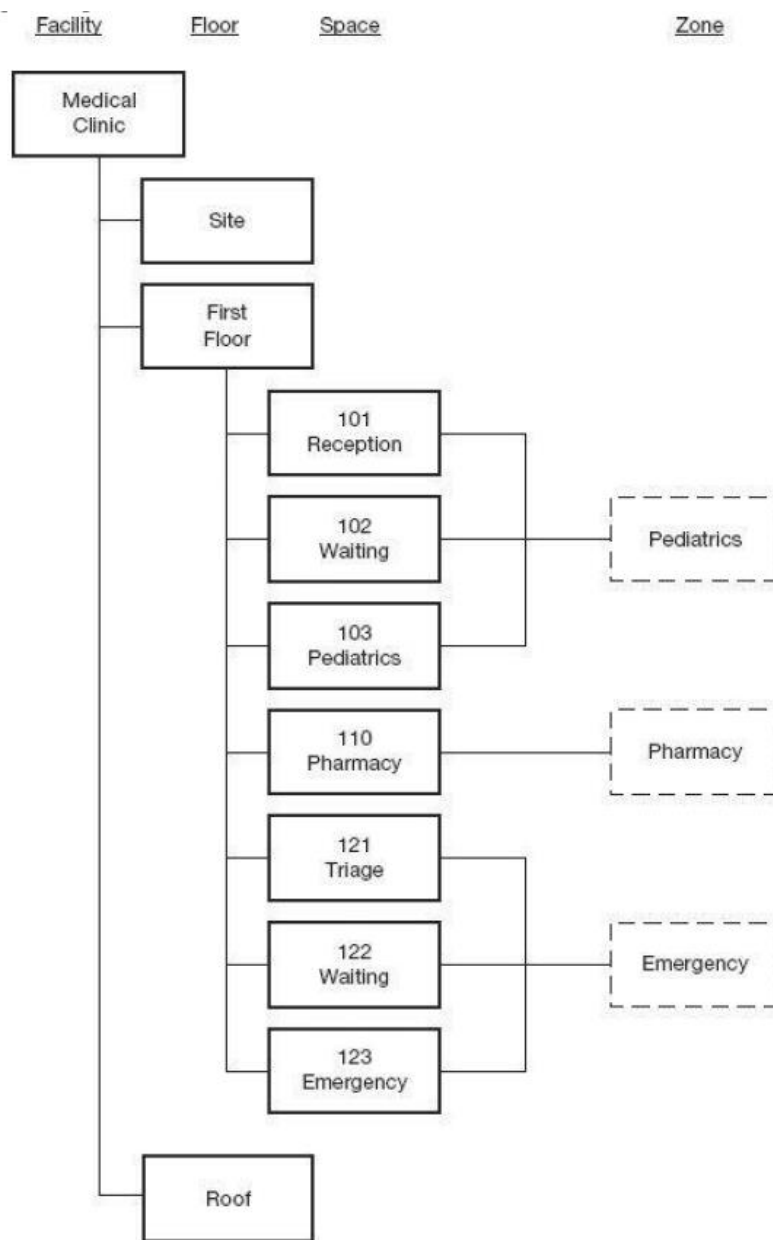 Facility Floor Space Zone
Medical
Clinic
Site
First
Floor
101
Reception
102
Waiting
Pediatrics
103
Pediatrics
110
Pharmacy
Pharmacy
121
Triage
122
Waiting
Emergency
123
Emergency
Roof